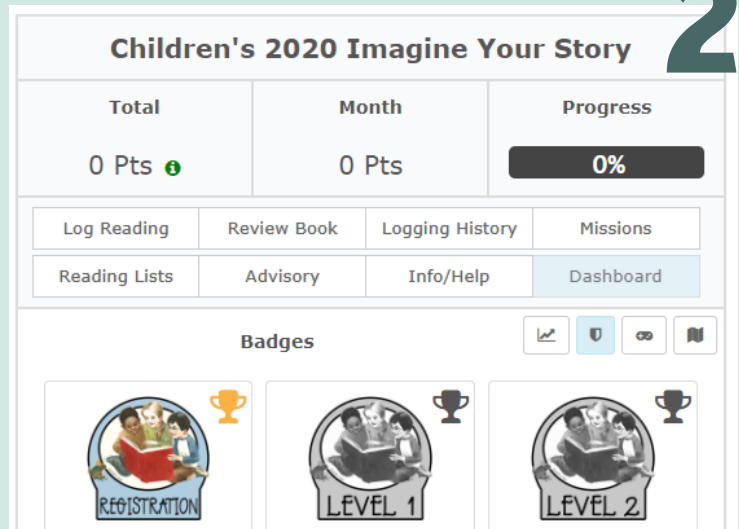 2
Children's 2020 Imagine Your Story
Total Month Progress
0 Pts 0 Pts 0%
Log Reading Review Book Logging History Missions
Reading Lists Advisory Info/Help Dashboard
Badges
REGISTRATION LEVEL 1 LEVEL 2